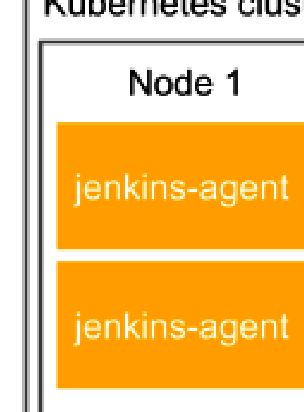 Kubernetes clus
Node 1
jenkins-agent
jenkins-agent